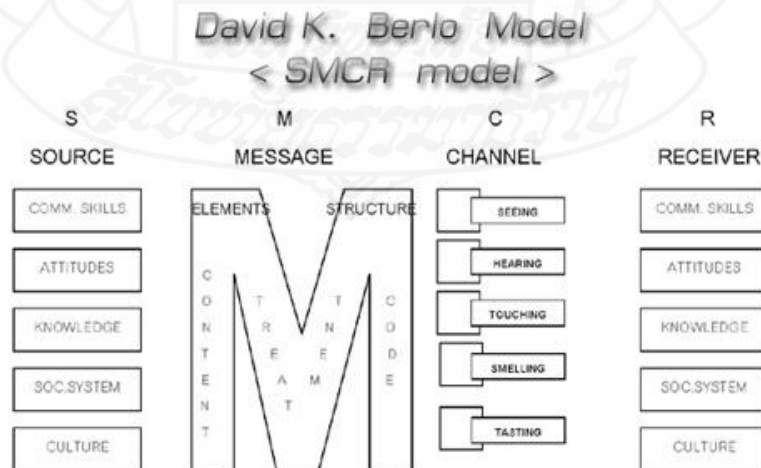 David K. Berlo Model
< SMCR model >
S M C R
SOURCE MESSAGE CHANNEL RECEIVER
COMM. SKILLS
ATTITUDES
KNOWLEDGE
SOC.SYSTEM
CULTURE
ELEMENTS STRUCTURE
CONTENT
TREATMENT
CODE
SEEING
HEARING
TOUCHING
SMELLING
TASTING
COMM. SKILLS
ATTITUDES
KNOWLEDGE
SOC.SYSTEM
CULTURE